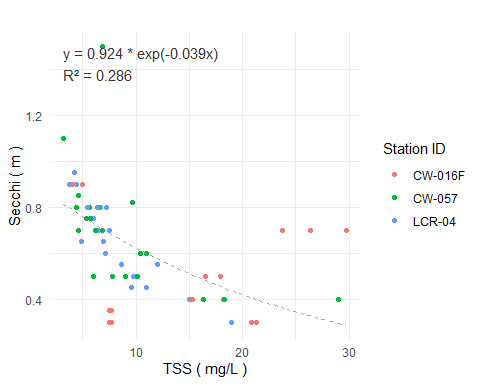 y = 0.924 * exp(-0.039x)
R² = 0.286
1.2
0.8
0.4
Secchi ( m )
10
20
30
TSS ( mg/L )
Station ID
CW-016F
CW-057
LCR-04